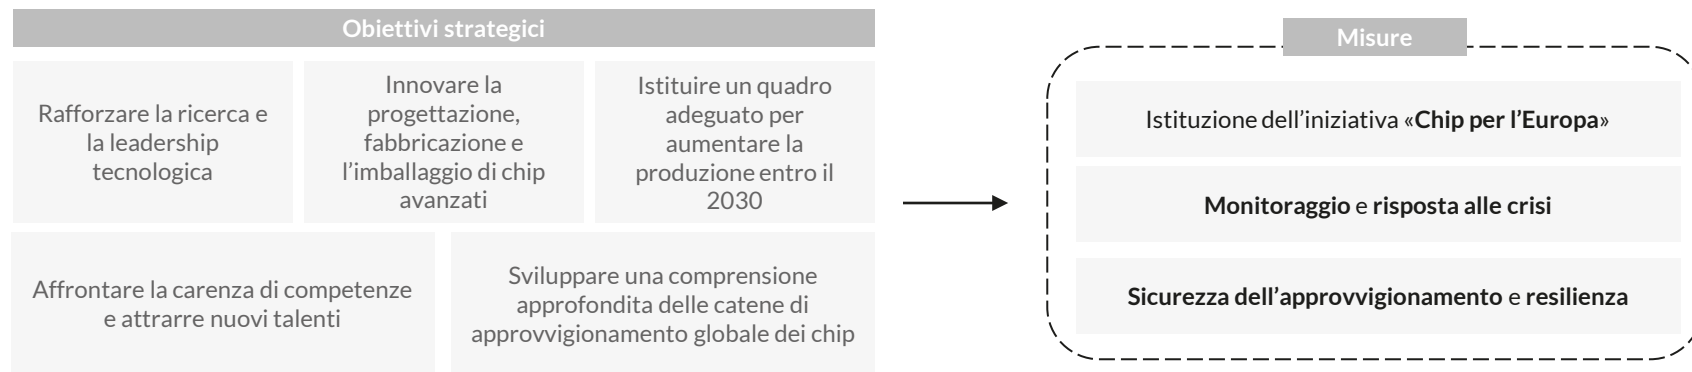 Obiettivi strategici
Rafforzare la ricerca e
la leadership
tecnologica
Innovare la
progettazione,
fabbricazione e
l’imballaggio di chip
avanzati
Istituire un quadro
adeguato per
aumentare la
produzione entro il
2030
Affrontare la carenza di competenze
e attrarre nuovi talenti
Sviluppare una comprensione
approfondita delle catene di
approvvigionamento globale dei chip
Misure
Istituzione dell’iniziativa «Chip per l’Europa»
Monitoraggio e risposta alle crisi
Sicurezza dell’approvvigionamento e resilienza